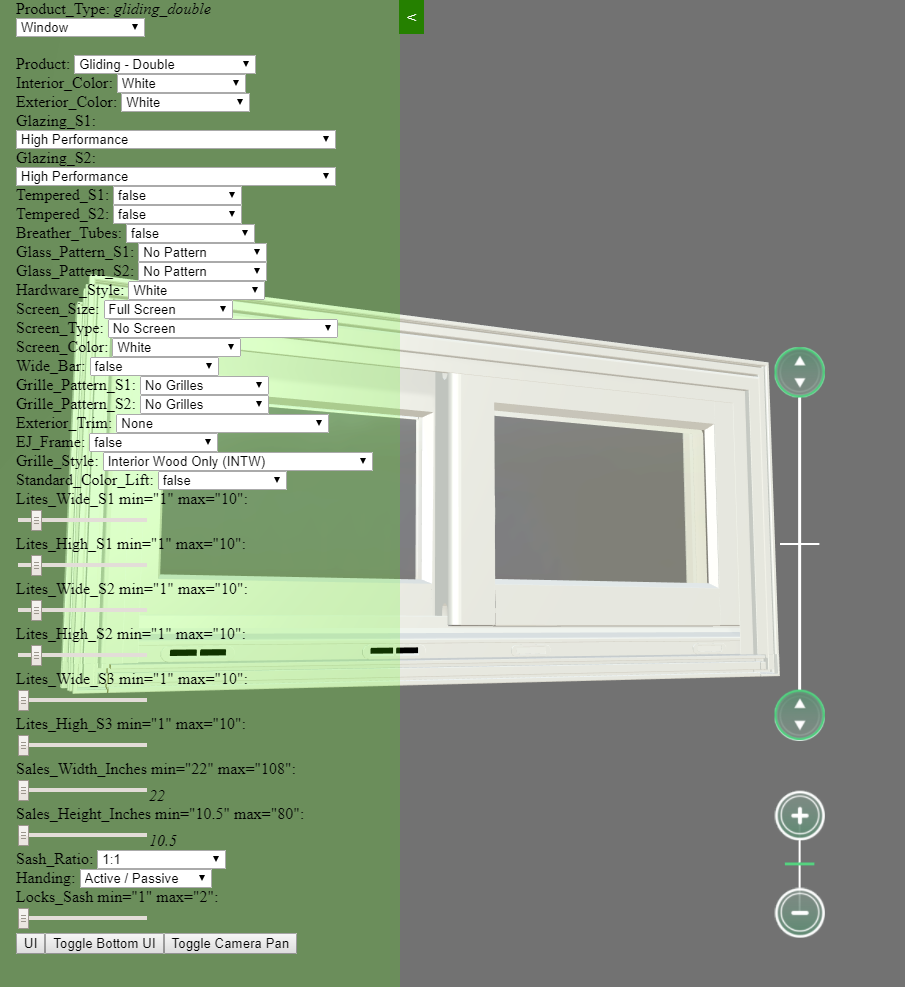 Product_Type: gliding_double
<
Window
Product: Gliding - Double
Interior_Color: White
Exterior_Color: White
Glazing_S1:
High Performance
Glazing_S2:
High Performance
Tempered_S1: false
Tempered_S2: false
Breather_Tubes: false
Glass_Pattern_S1: No Pattern
Glass_Pattern_S2: No Pattern
Hardware_Style: White
Screen_Size: Full Screen
Screen_Type: No Screen
Screen_Color: White
Wide_Bar: false
Grille_Pattern_S1: No Grilles
Grille_Pattern_S2: No Grilles
Exterior_Trim: None
EJ_Frame: false
Grille_Style: Interior Wood Only (INTW)
Standard_Color_Lift: false
Lites_Wide_S1 min="1" max="10":
Lites_High_S1 min="1" max="10":
Lites_Wide_S2 min="1" max="10":
Lites_High_S2 min="1" max="10":
Lites_Wide_S3 min="1" max="10":
Lites_High_S3 min="1" max="10":
Sales_Width_Inches min="22" max="108":
22
Sales_Height_Inches min="10.5" max="80":
10.5
Sash_Ratio: 1:1
Handing: Active / Passive
Locks_Sash min="1" max="2":
UI Toggle Bottom UI Toggle Camera Pan